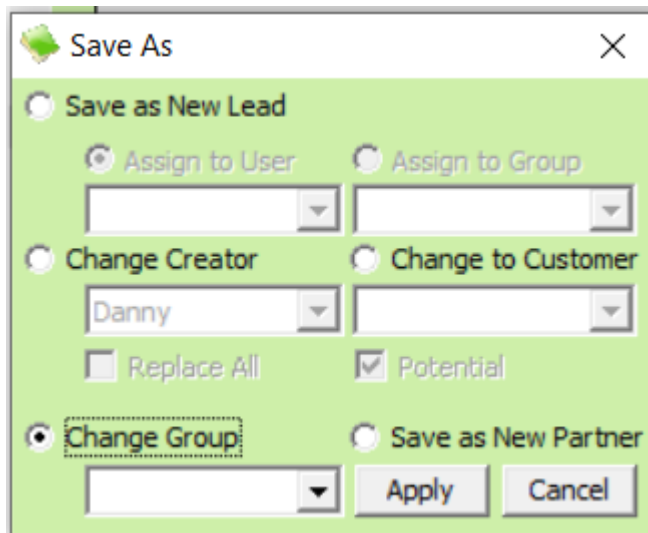 Save As
Save as New Lead
Assign to User Assign to Group
Change Creator Change to Customer
Danny
Replace All Potential
Change Group Save as New Partner
Apply Cancel